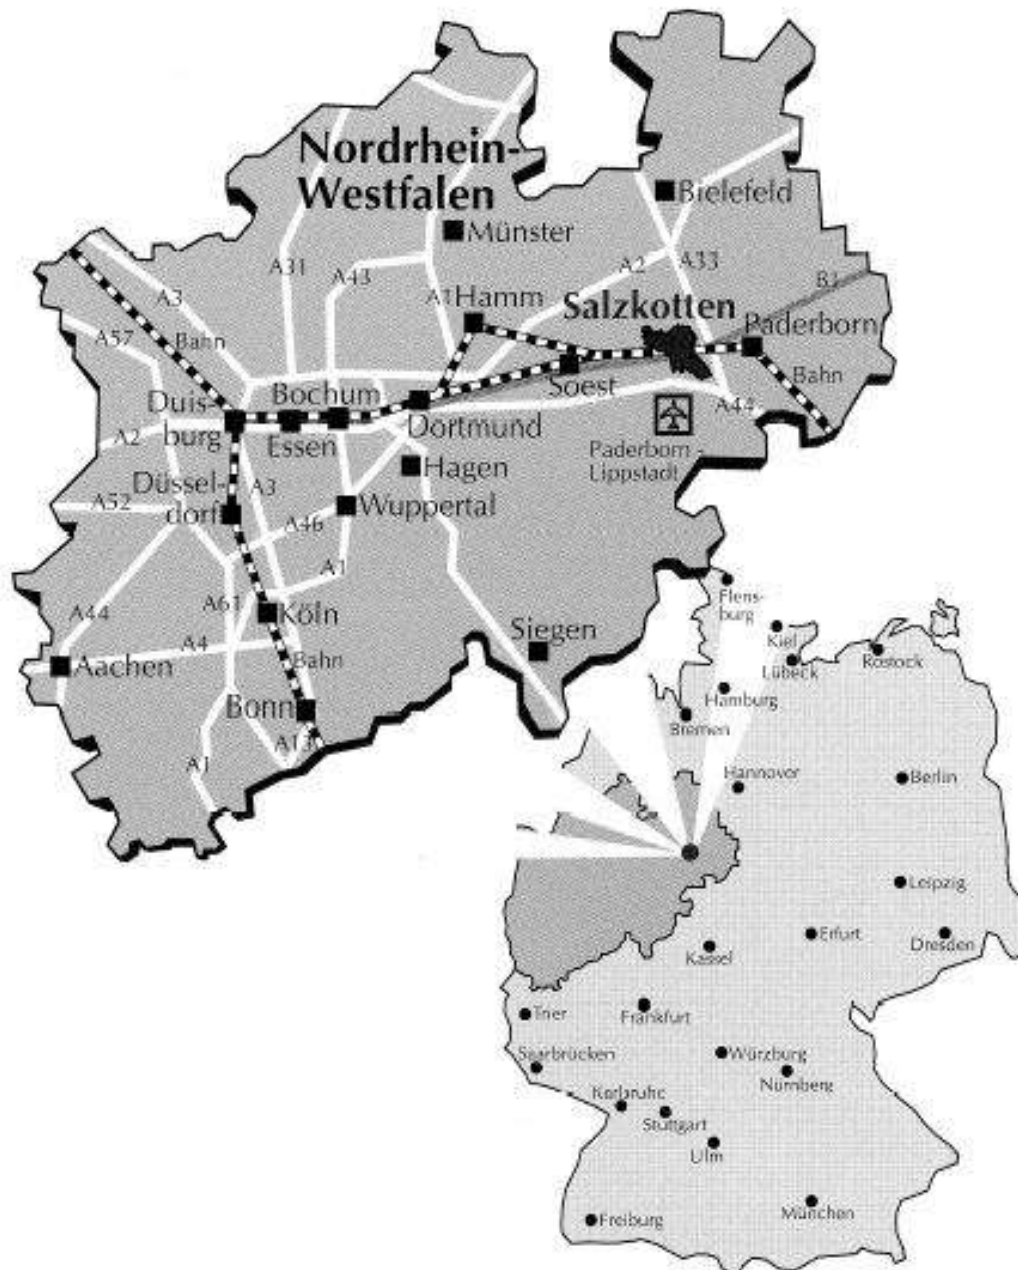 Nordrhein-
Westfalen
Bielefeld
Münster
A31
A43
A2
A33
B1
A3
A1
Hamm
Salzkotten
Paderborn
A57
Bahn
Soest
Bahn
Bochum
A44
Duis-
burg
A2
Essen
Dortmund
Paderborn -
Lippstadt
Hagen
Düssel-
dorf
A3
A52
Wuppertal
A46
A1
A44
A61
Köln
A4
Siegen
Aachen
Bahn
Bonn
A1
Flens-
burg
Kiel
Lübeck
Rostock
Hamburg
Bremen
Hannover
Berlin
Leipzig
Erfurt
Dresden
Kassel
Trier
Frankfurt
Saarbrücken
Würzburg
Nürnberg
Karlsruhe
Stuttgart
Ulm
München
Freiburg